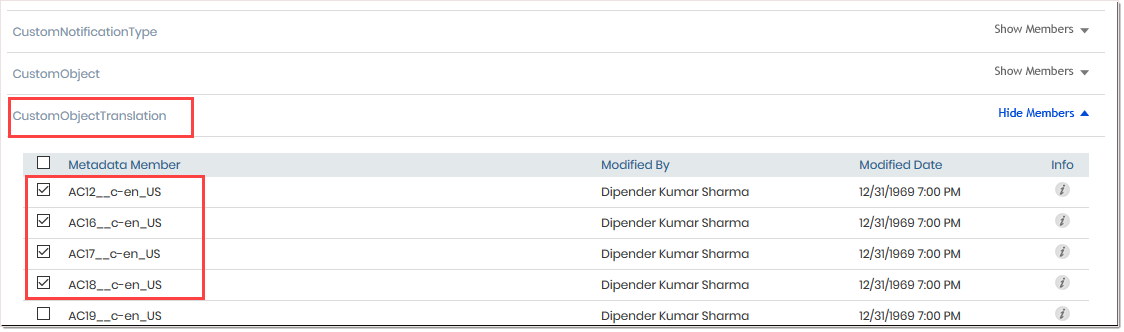 CustomNotificationType Show Members
CustomObject Show Members
CustomObjectTranslation Hide Members
Metadata Member Modified By Modified Date Info
AC12__c-en_US Dipender Kumar Sharma 12/31/1969 7:00 PM i
AC16__c-en_US Dipender Kumar Sharma 12/31/1969 7:00 PM i
AC17__c-en_US Dipender Kumar Sharma 12/31/1969 7:00 PM i
AC18__c-en_US Dipender Kumar Sharma 12/31/1969 7:00 PM i
AC19__c-en_US Dipender Kumar Sharma 12/31/1969 7:00 PM i